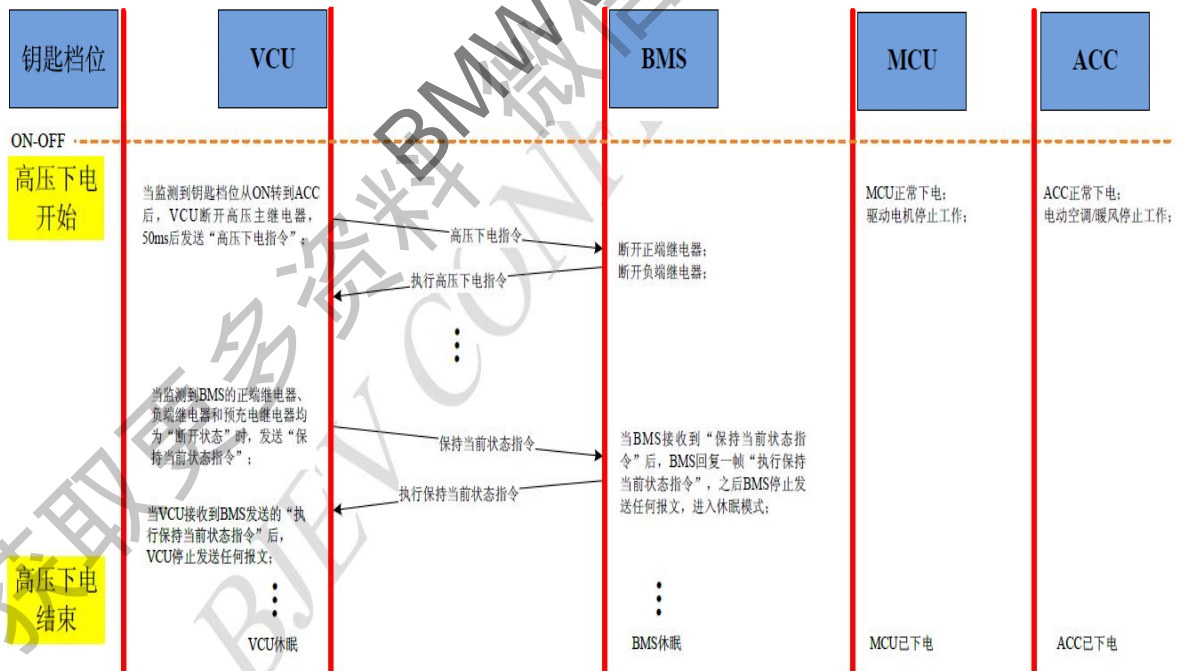 钥匙档位
VCU
BMS
MCU
ACC
ON-OFF
高压下电
开始
当监测到钥匙档位从ON转到ACC
后，VCU断开高压主继电器，
50ms后发送“高压下电指令”；
高压下电指令
执行高压下电指令
断开正端继电器；
断开负端继电器；
MCU正常下电；
驱动电机停止工作；
ACC正常下电；
电动空调/暖风停止工作；
当监测到BMS的正端继电器、
负端继电器和预充电继电器均
为“断开状态”时，发送“保
持当前状态指令”；
保持当前状态指令
执行保持当前状态指令
当BMS接收到“保持当前状态指
令”后，BMS回复一帧“执行保持
当前状态指令”，之后BMS停止发
送任何报文，进入休眠模式；
当VCU接收到BMS发送的“执
行保持当前状态指令”后，
VCU停止发送任何报文；
高压下电
结束
VCU休眠
BMS休眠
MCU已下电
ACC已下电
获取更多资料
BMW
微信
BJEV